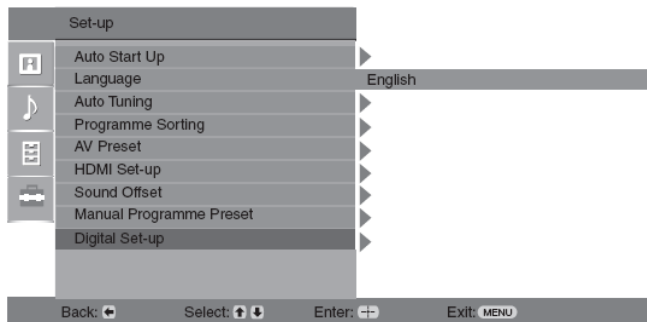 Set-up
Auto Start Up
Language English
Auto Tuning
Programme Sorting
AV Preset
HDMI Set-up
Sound Offset
Manual Programme Preset
Digital Set-up
Back: Select: Enter: Exit: MENU